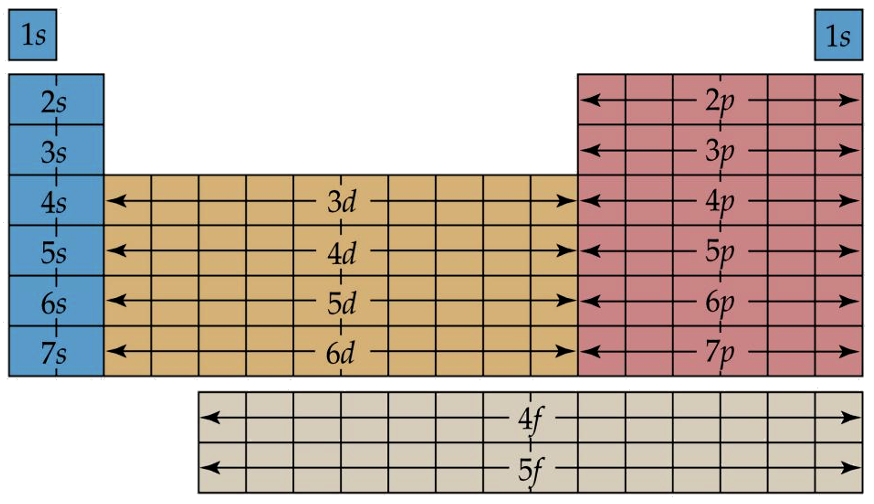 1s 1s
2s 2p
3s 3p
4s 3d 4p
5s 4d 5p
6s 5d 6p
7s 6d 7p
4f
5f